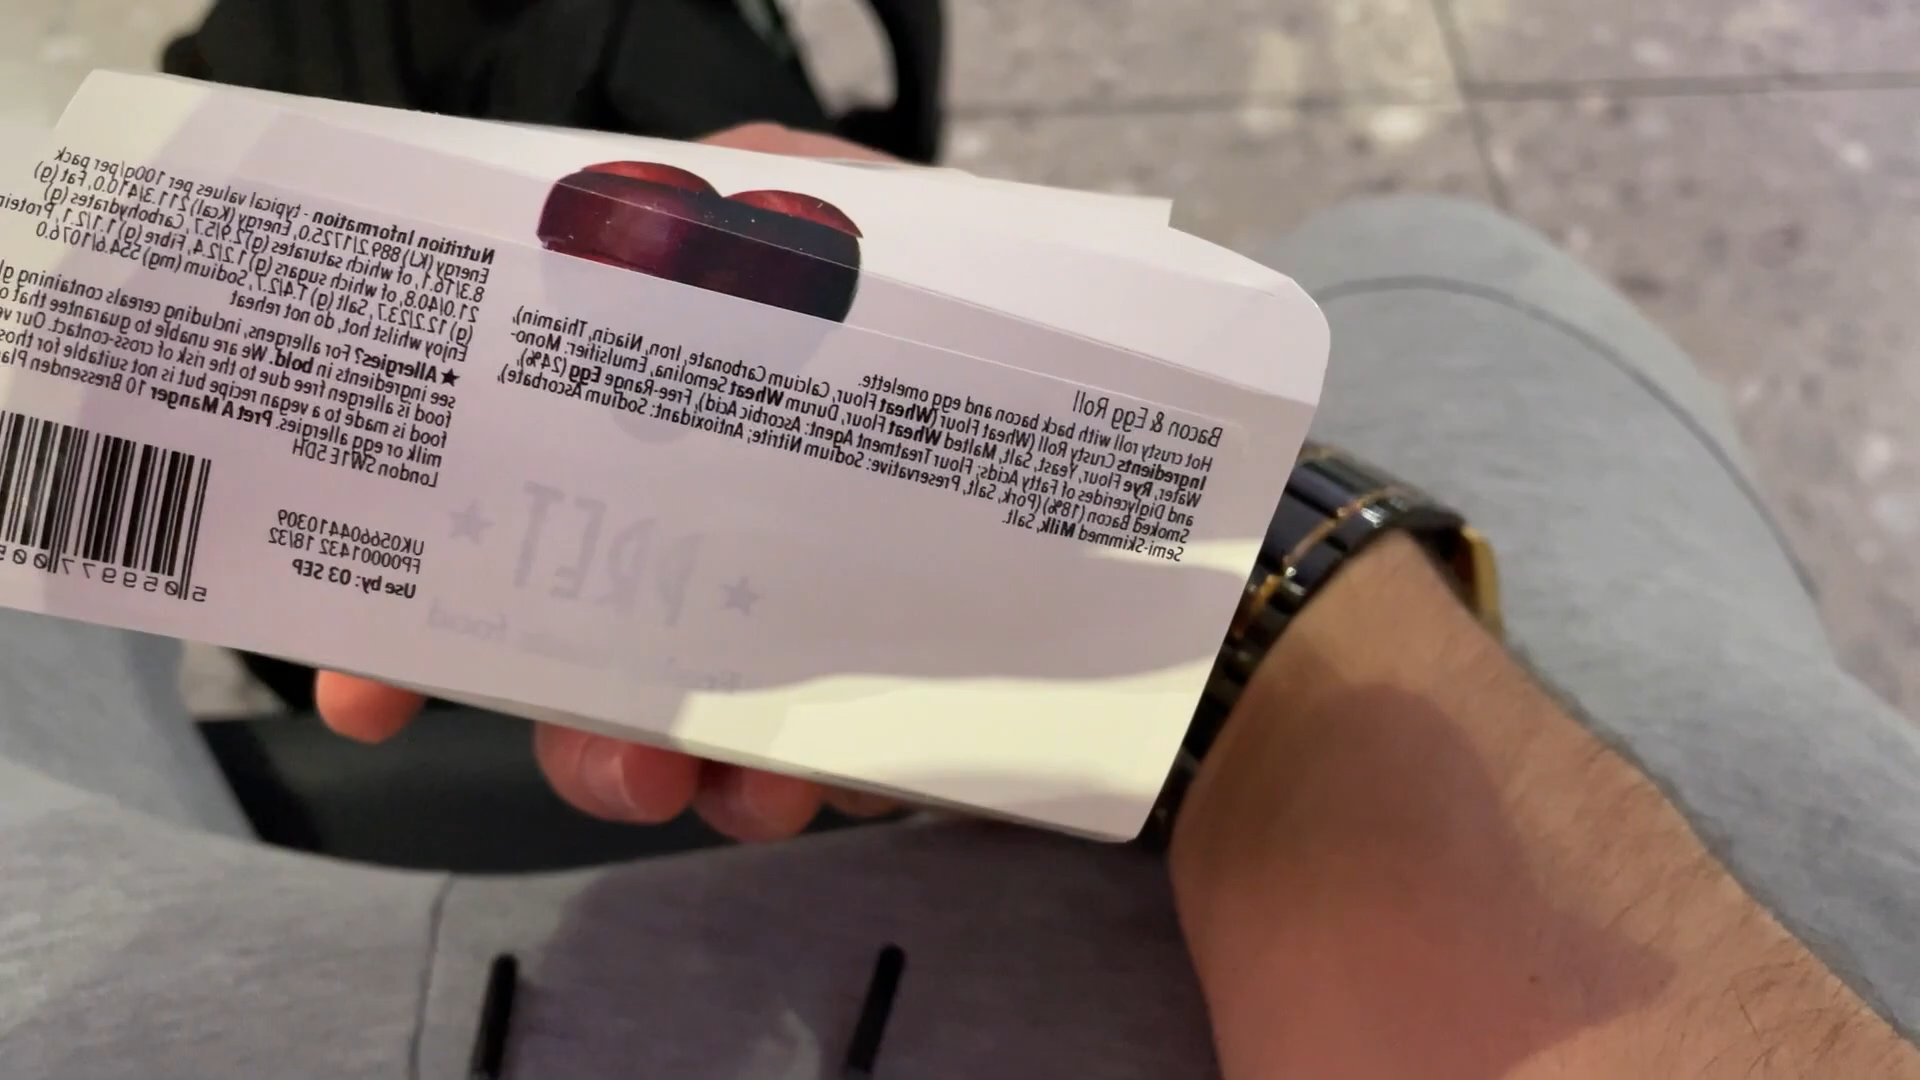 Bacon & Egg Roll
Hot crusty roll with back bacon and egg omelette.
Ingredients Crusty Roll (Wheat Flour (Wheat Flour, Calcium Carbonate, Iron, Niacin, Thiamin),
Water, Rye Flour, Yeast, Salt, Malted Wheat Flour, Durum Wheat Semolina, Emulsifier: Mono-
and Diglycerides of Fatty Acids; Flour Treatment Agent: Ascorbic Acid), Free-Range Egg (24%),
Smoked Bacon (18%) (Pork, Salt, Preservative: Sodium Nitrite; Antioxidant: Sodium Ascorbate),
Semi-Skimmed Milk, Salt.
Nutrition Information - typical values per 100g/per pack
Energy (KJ) 889.2/1725.0, Energy (Kcal) 211.3/410.0, Fat (g)
8.3/16.1, of which saturates (g) 2.9/5.7, Carbohydrates (g)
21.0/40.8, of which sugars (g) 1.2/2.4, Fibre (g) 1.1/2.1, Protein
(g) 12.2/23.7, Salt (g) 1.4/2.7, Sodium (mg) 554.6/1076.0
Enjoy whilst hot, do not reheat
★ Allergies? For allergens, including cereals containing
see ingredients in bold. We are unable to guarantee that
food is allergen free due to the risk of cross-contact. Our
food is made to a vegan recipe but is not suitable for
milk or egg allergies. Pret A Manger 10 Bressenden
London SW1E 5DH
UK056604410309
FP00001432 18/32
Use by: 03 SEP
★ PRET ★
food
5 059977 00